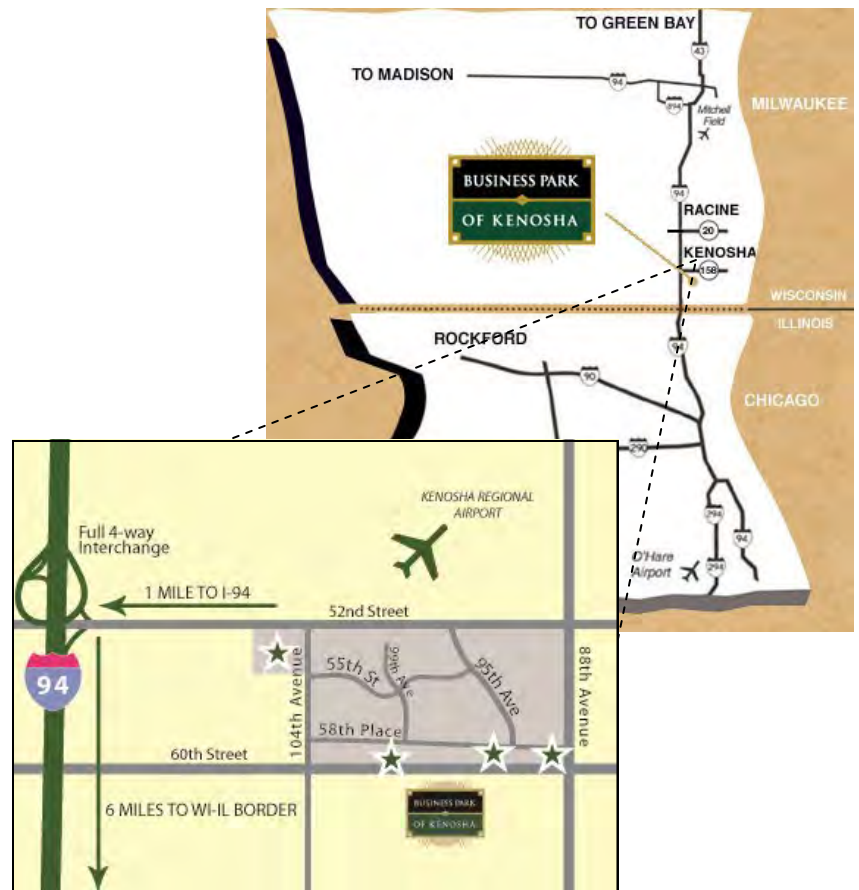 TO GREEN BAY
43
TO MADISON
94
894
Mitchell
Field
MILWAUKEE
BUSINESS PARK
OF KENOSHA
94
RACINE
20
KENOSHA
158
WISCONSIN
ILLINOIS
ROCKFORD
94
90
CHICAGO
290
294
94
O'Hare
Airport
294
KENOSHA REGIONAL
AIRPORT
Full 4-way
Interchange
1 MILE TO I-94
52nd Street
94
104th Avenue
55th St
99th Ave
95th Ave
88th Avenue
58th Place
60th Street
6 MILES TO WI-IL BORDER
BUSINESS PARK
OF KENOSHA